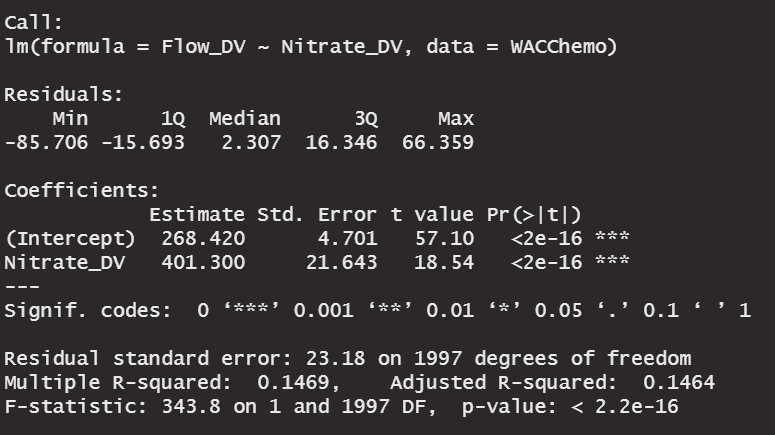 Call:
lm(formula = Flow_DV ~ Nitrate_DV, data = WACChemo)
Residuals:
    Min      1Q  Median      3Q     Max
-85.706 -15.693   2.307  16.346  66.359
Coefficients:
            Estimate Std. Error t value Pr(>|t|)
(Intercept)  268.420      4.701   57.10   <2e-16 ***
Nitrate_DV   401.300     21.643   18.54   <2e-16 ***
---
Signif. codes:  0 ‘***’ 0.001 ‘**’ 0.01 ‘*’ 0.05 ‘.’ 0.1 ‘ ’ 1
Residual standard error: 23.18 on 1997 degrees of freedom
Multiple R-squared:  0.1469,    Adjusted R-squared:  0.1464
F-statistic: 343.8 on 1 and 1997 DF,  p-value: < 2.2e-16